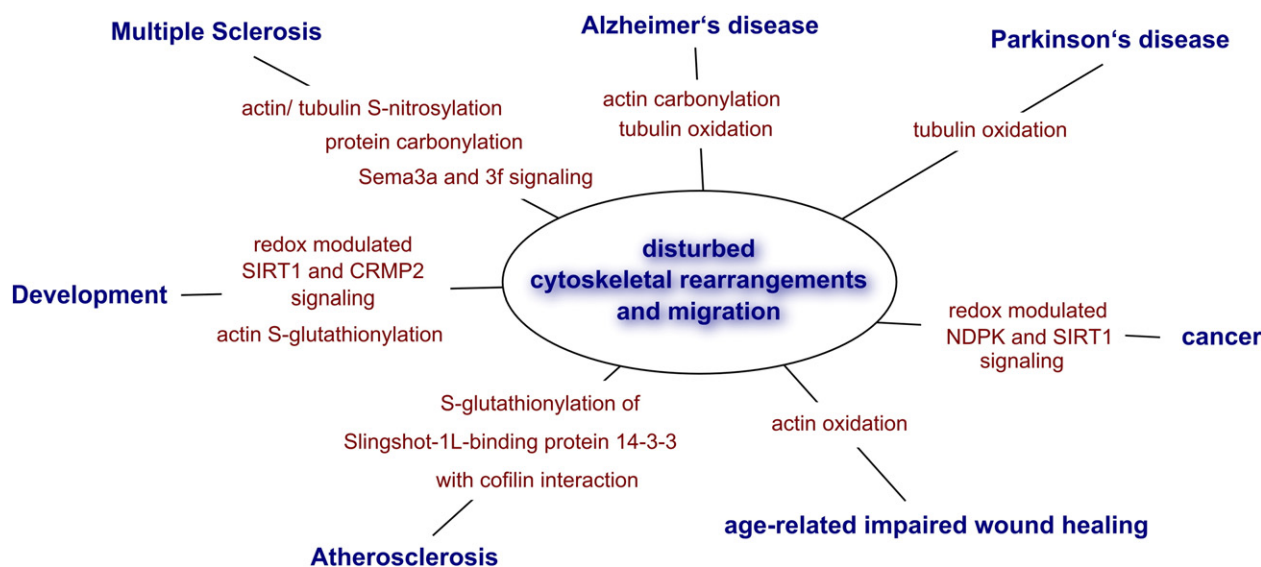 Multiple Sclerosis
actin/ tubulin S-nitrosylation
protein carbonylation
Sema3a and 3f signaling
Alzheimer‘s disease
actin carbonylation
tubulin oxidation
Parkinson‘s disease
tubulin oxidation
disturbed
cytoskeletal rearrangements
and migration
Development
redox modulated
SIRT1 and CRMP2
signaling
actin S-glutathionylation
redox modulated
NDPK and SIRT1
signaling
cancer
S-glutathionylation of
Slingshot-1L-binding protein 14-3-3
with cofilin interaction
Atherosclerosis
actin oxidation
age-related impaired wound healing